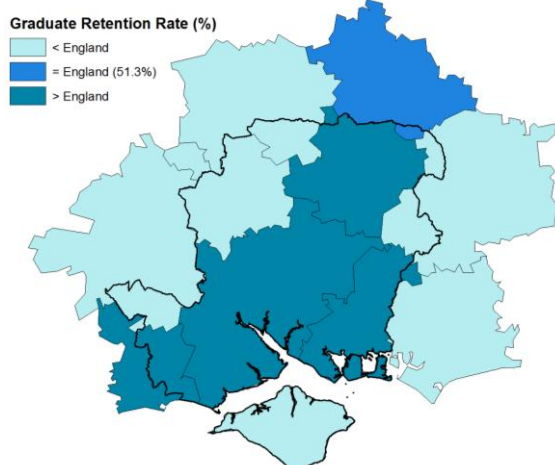 Graduate Retention Rate (%)
< England
= England (51.3%)
> England